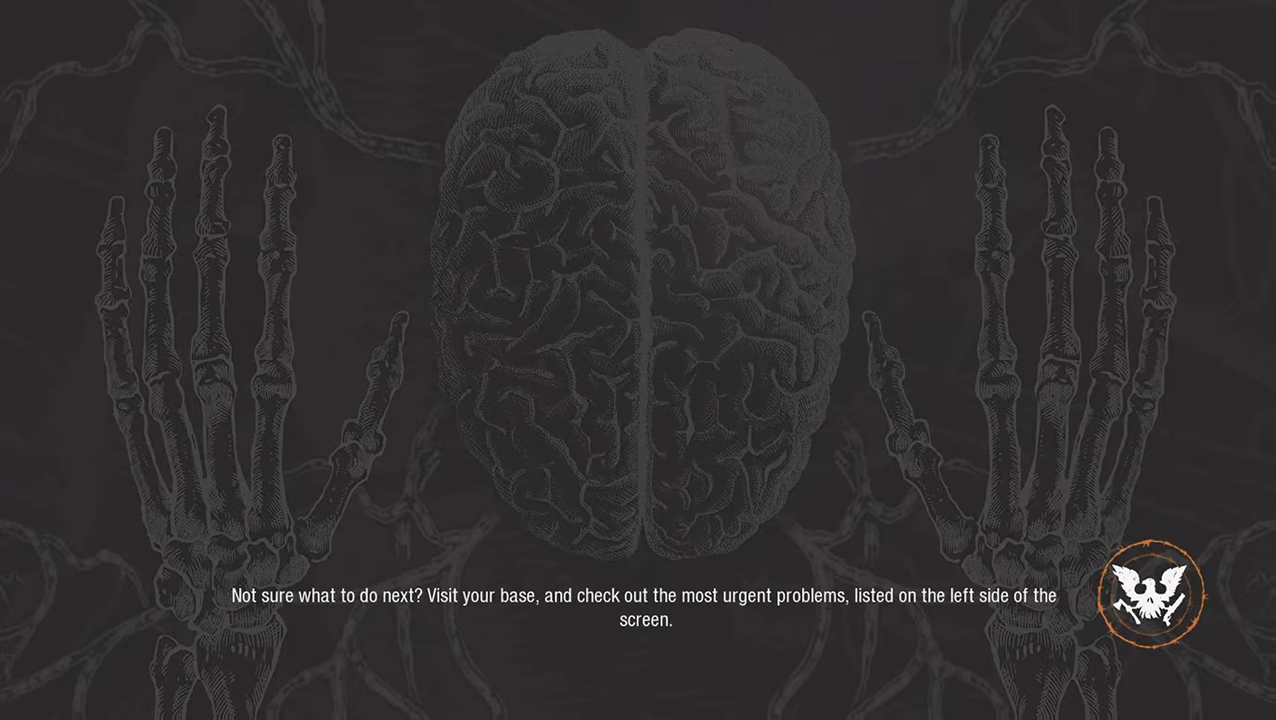 Not sure what to do next? Visit your base, and check out the most urgent problems, listed on the left side of the
screen.